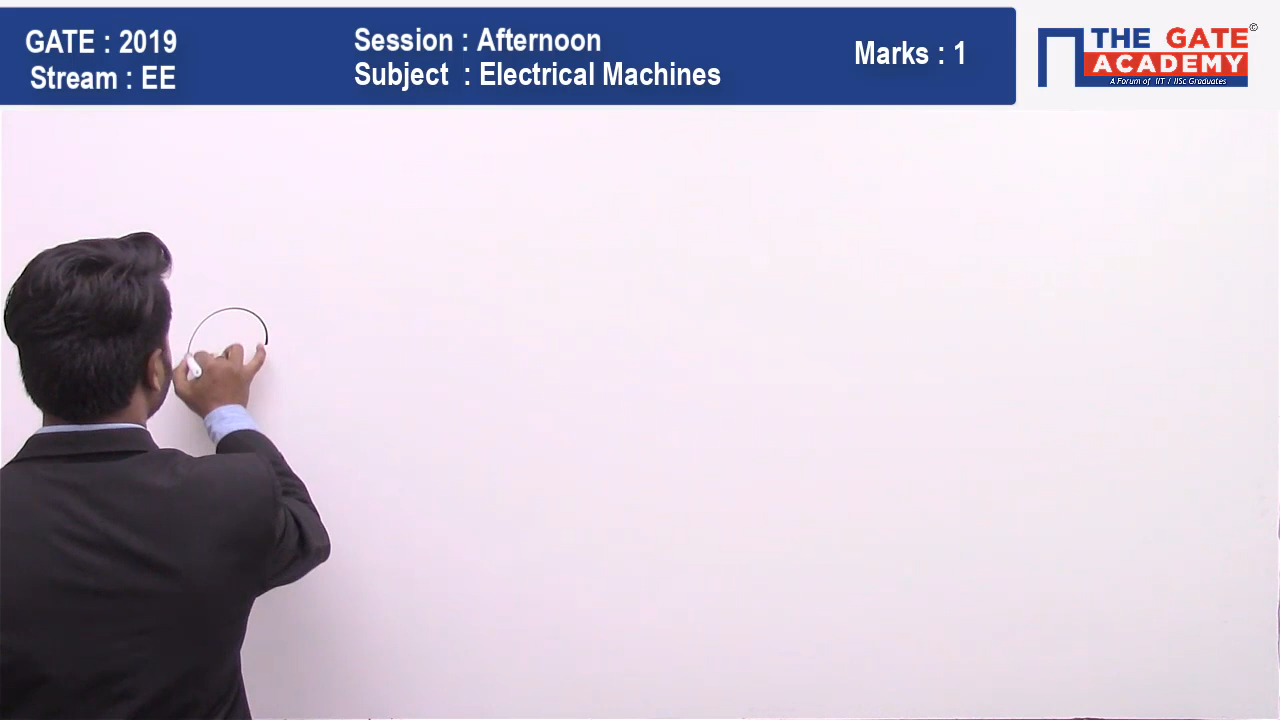 GATE : 2019
Stream : EE
Session : Afternoon
Subject : Electrical Machines
Marks : 1
THE GATE
ACADEMY
©
A Forum of IIT / IISc Graduates